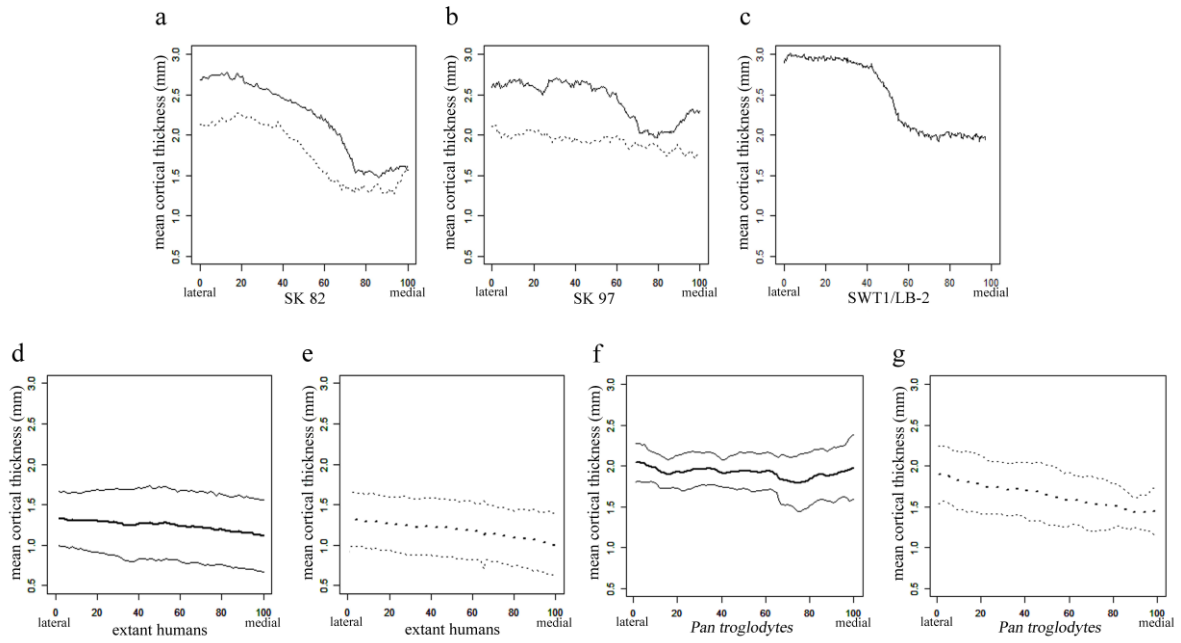 a
mean cortical thickness (mm)
3.0
2.5
2.0
1.5
1.0
0.5
0 20 40 60 80 100
lateral medial
SK 82
b
mean cortical thickness (mm)
3.0
2.5
2.0
1.5
1.0
0.5
0 20 40 60 80 100
lateral medial
SK 97
c
mean cortical thickness (mm)
3.0
2.5
2.0
1.5
1.0
0.5
0 20 40 60 80 100
lateral medial
SWT1/LB-2
d
mean cortical thickness (mm)
3.0
2.5
2.0
1.5
1.0
0.5
0 20 40 60 80 100
lateral medial
extant humans
e
mean cortical thickness (mm)
3.0
2.5
2.0
1.5
1.0
0.5
0 20 40 60 80 100
lateral medial
extant humans
f
mean cortical thickness (mm)
3.0
2.5
2.0
1.5
1.0
0.5
0 20 40 60 80 100
lateral medial
Pan troglodytes
g
mean cortical thickness (mm)
3.0
2.5
2.0
1.5
1.0
0.5
0 20 40 60 80 100
lateral medial
Pan troglodytes